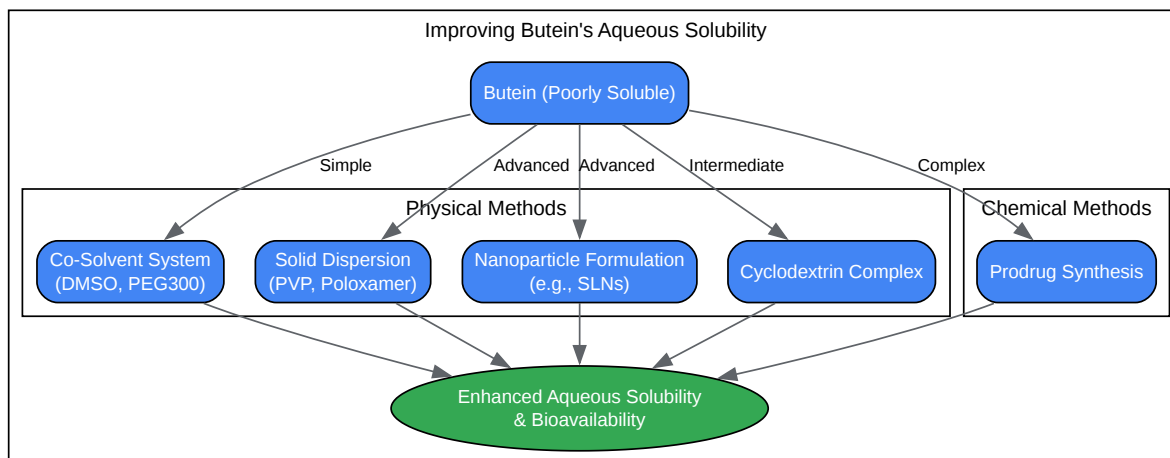 Improving Butein's Aqueous Solubility
Butein (Poorly Soluble)
Simple
Advanced
Advanced
Intermediate
Complex
Physical Methods
Chemical Methods
Co-Solvent System
(DMSO, PEG300)
Solid Dispersion
(PVP, Poloxamer)
Nanoparticle Formulation
(e.g., SLNs)
Cyclodextrin Complex
Prodrug Synthesis
Enhanced Aqueous Solubility
& Bioavailability